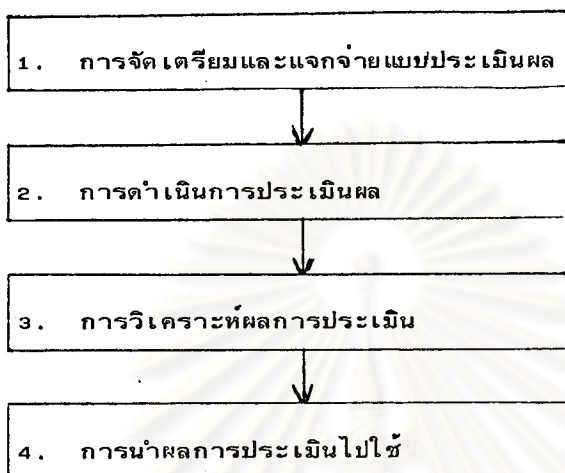 1. การจัดเตรียมและแจกจ่ายแบบประเมินผล
2. การดำเนินการประเมินผล
3. การวิเคราะห์ผลการประเมิน
4. การนำผลการประเมินไปใช้